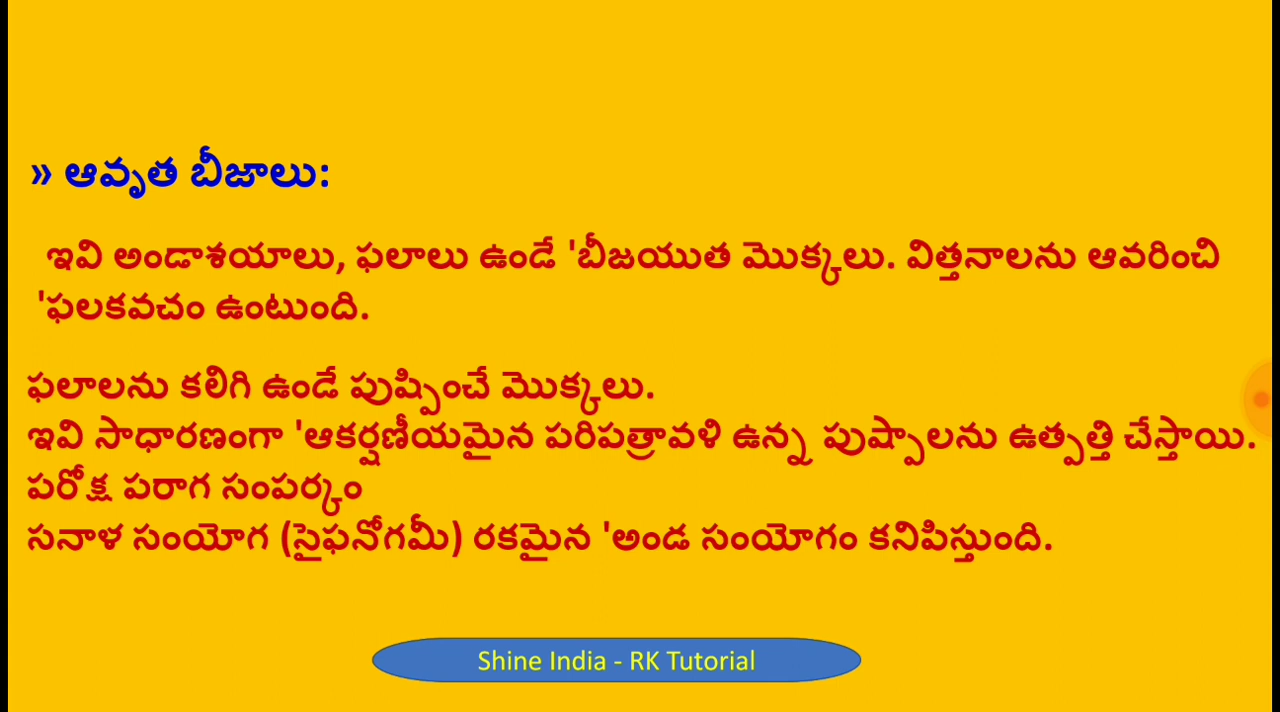 » ఆవృత బీజాలు:
ఇవి అండాశయాలు, ఫలాలు ఉండే 'బీజయుత మొక్కలు. విత్తనాలను ఆవరించి
'ఫలకవచం ఉంటుంది.
ఫలాలను కలిగి ఉండే పుష్పించే మొక్కలు.
ఇవి సాధారణంగా 'ఆకర్షణీయమైన పరిపత్రావళి ఉన్న పుష్పాలను ఉత్పత్తి చేస్తాయి.
పరోక్ష పరాగ సంపర్కం
సనాళ సంయోగ (సైఫనోగమీ) రకమైన 'అండ సంయోగం కనిపిస్తుంది.
Shine India - RK Tutorial